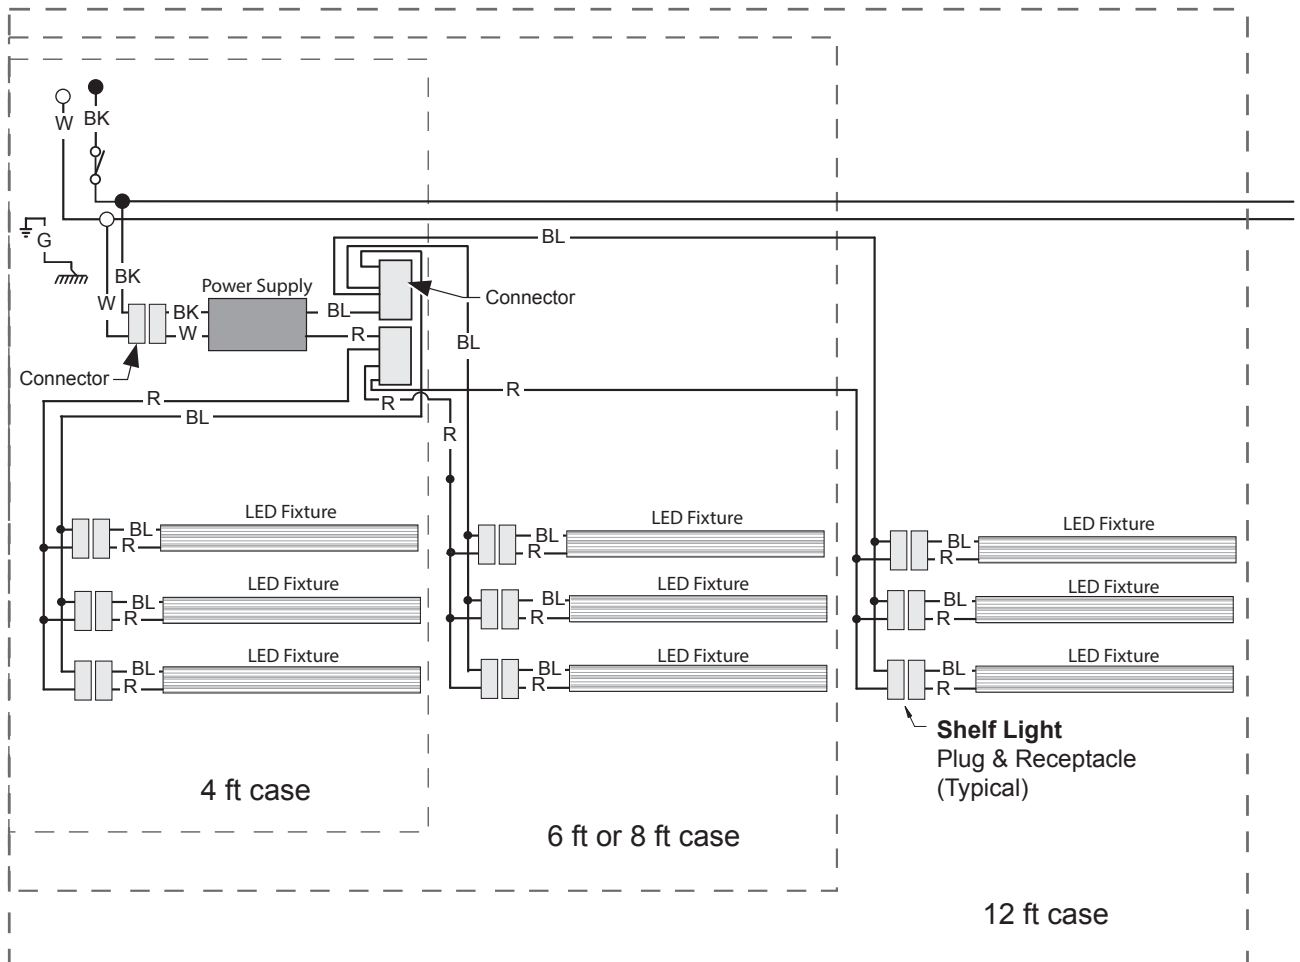 W
BK
G
BL
BK
W
Power Supply
BK
W
BL
R
Connector
BL
Connector
R
R
R
BL
R
LED Fixture
BL
R
LED Fixture
BL
R
LED Fixture
BL
R
LED Fixture
BL
R
LED Fixture
BL
R
LED Fixture
BL
R
LED Fixture
BL
R
LED Fixture
BL
R
LED Fixture
BL
R
Shelf Light
Plug & Receptacle
(Typical)
4 ft case
6 ft or 8 ft case
12 ft case